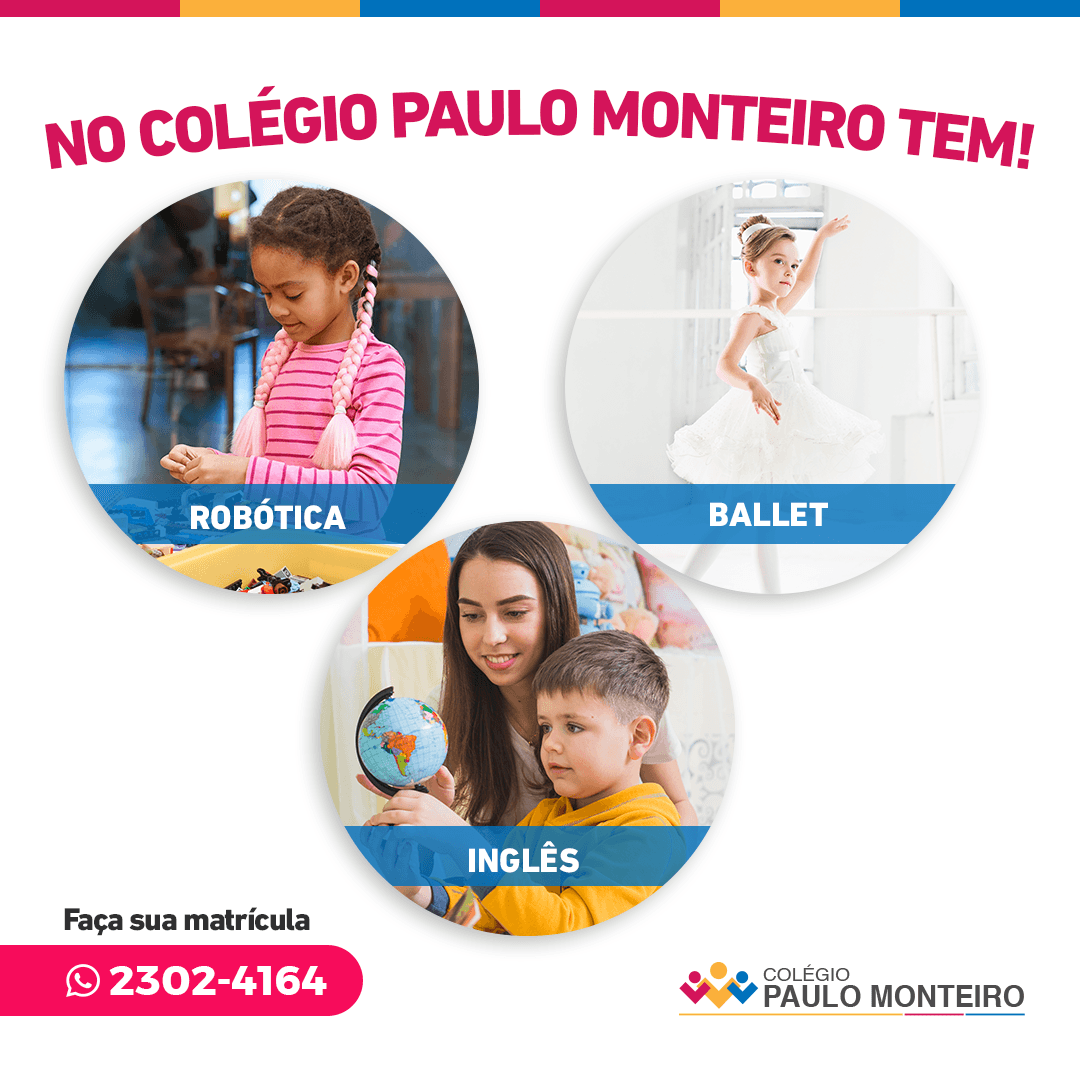 NO COLÉGIO PAULO MONTEIRO TEM!
ROBÓTICA
BALLET
INGLÊS
Faça sua matrícula
2302-4164
COLÉGIO
PAULO MONTEIRO